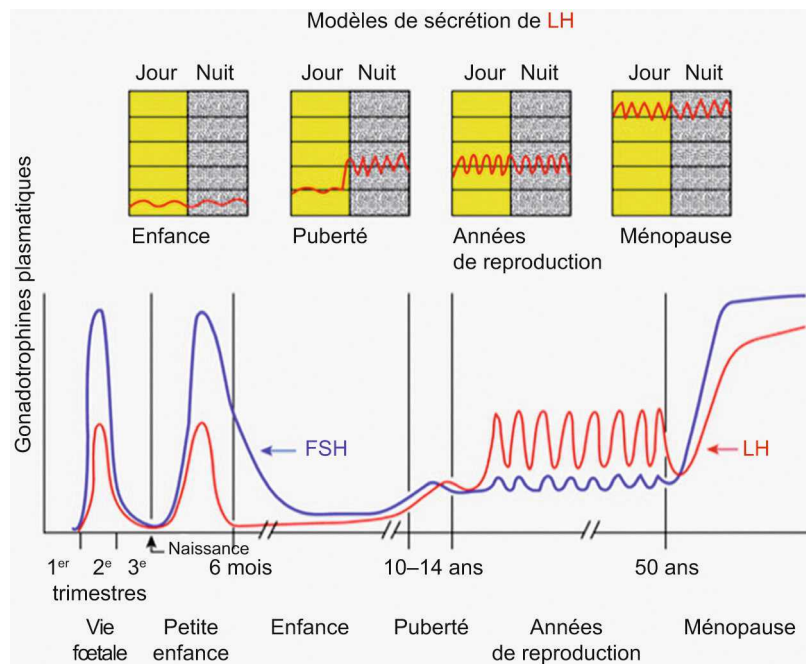 Modèles de sécrétion de LH
Jour Nuit
Jour Nuit
Jour Nuit
Jour Nuit
Enfance
Puberté
Années
de reproduction
Ménopause
Gonadotrophines plasmatiques
FSH
LH
Naissance
1er 2e 3e
trimestres
6 mois
10–14 ans
50 ans
Vie
fœtale
Petite
enfance
Enfance
Puberté
Années
de reproduction
Ménopause